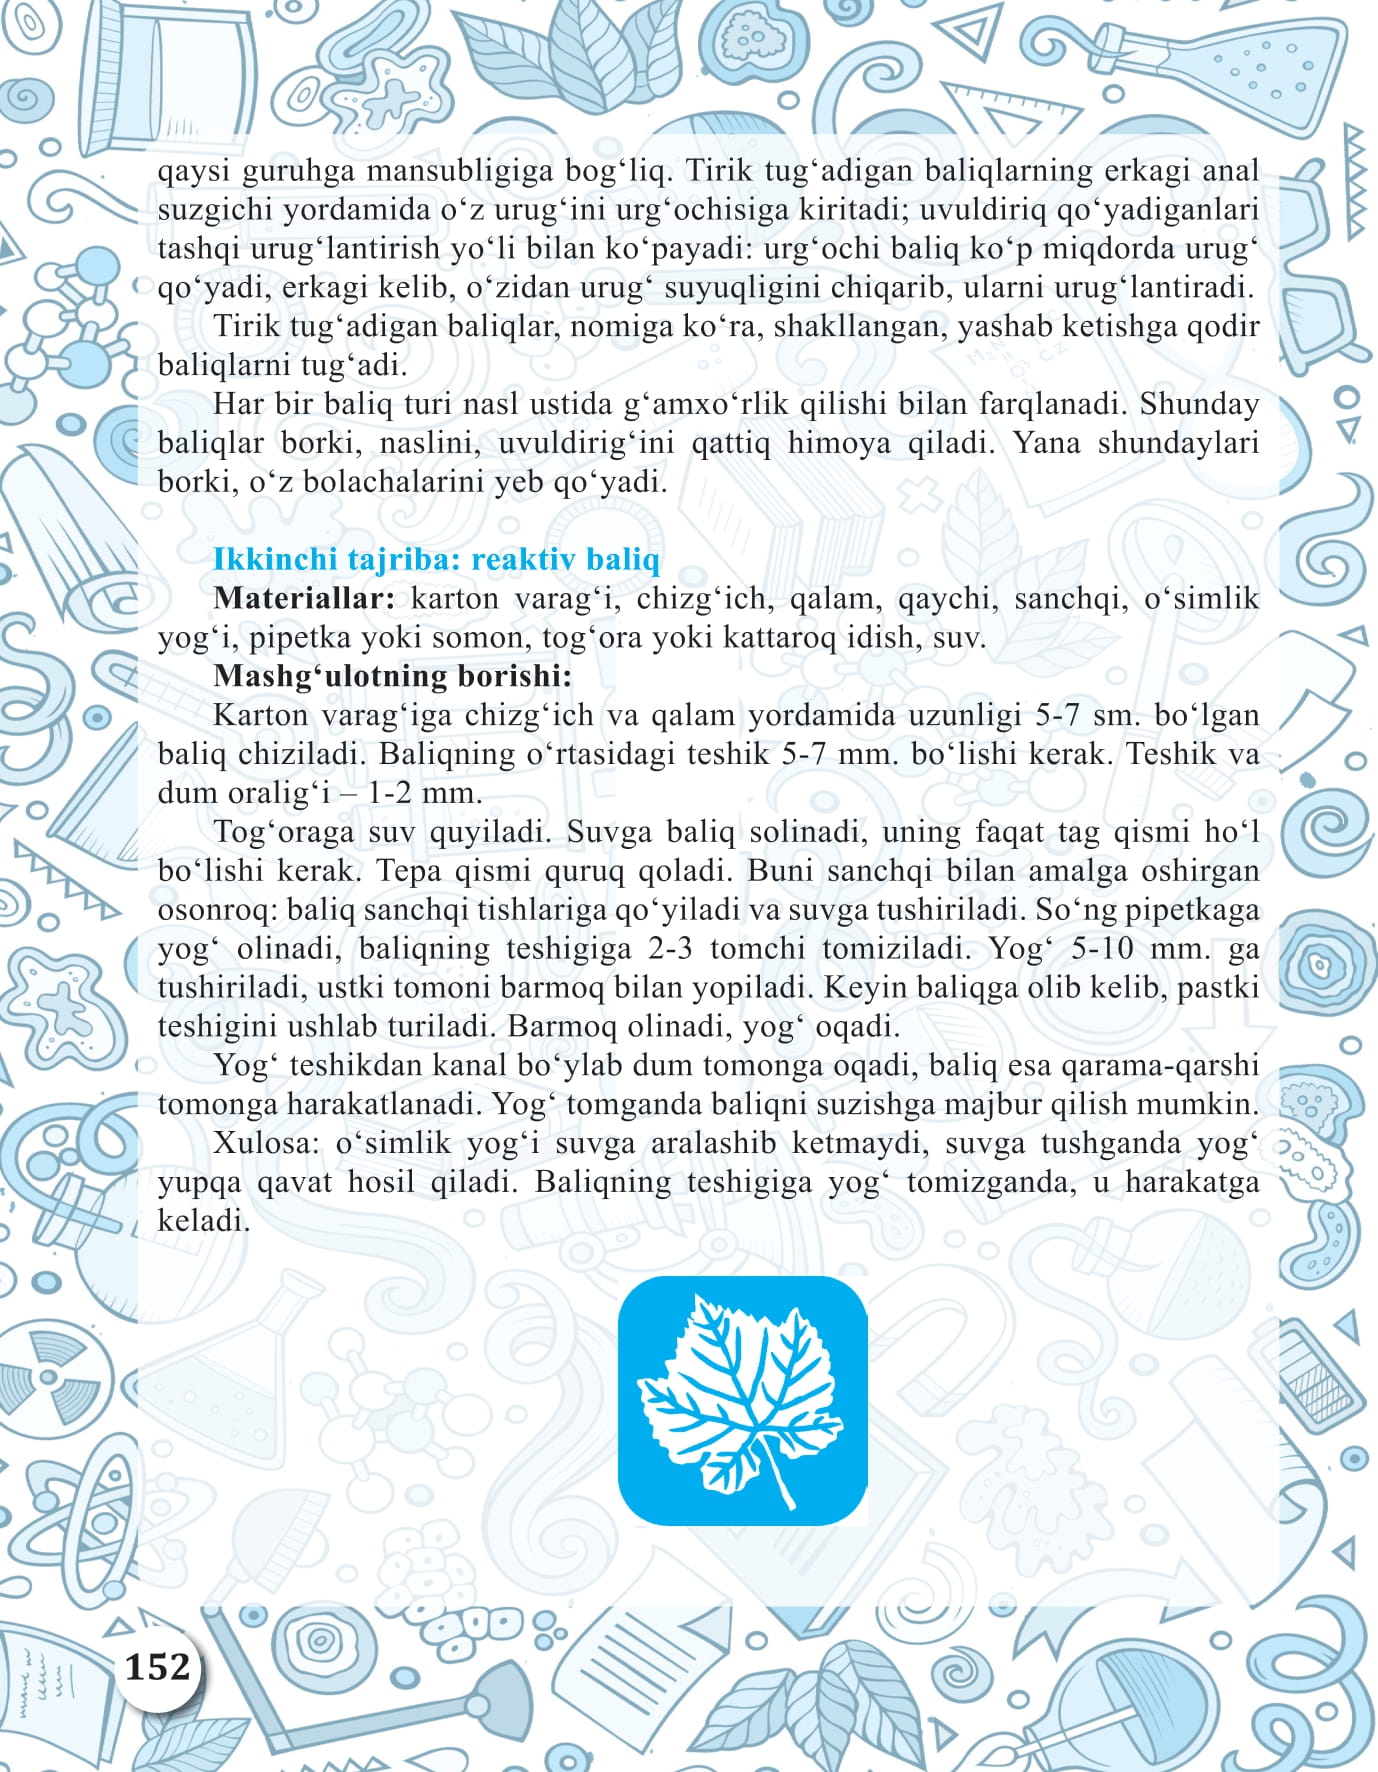 qaysi guruhga mansubligiga bog‘liq. Tirik tug‘adigan baliqlarning erkagi anal
suzgichi yordamida o‘z urug‘ini urg‘ochisiga kiritadi; uvuldiriq qo‘yadiganlari
tashqi urug‘lantirish yo‘li bilan ko‘payadi: urg‘ochi baliq ko‘p miqdorda urug‘
qo‘yadi, erkagi kelib, o‘zidan urug‘ suyuqligini chiqarib, ularni urug‘lantiradi.
Tirik tug‘adigan baliqlar, nomiga ko‘ra, shakllangan, yashab ketishga qodir
baliqlarni tug‘adi.
Har bir baliq turi nasl ustida g‘amxo‘rlik qilishi bilan farqlanadi. Shunday
baliqlar borki, naslini, uvuldirig‘ini qattiq himoya qiladi. Yana shundaylari
borki, o‘z bolachalarini yeb qo‘yadi.
Ikkinchi tajriba: reaktiv baliq
Materiallar: karton varag‘i, chizg‘ich, qalam, qaychi, sanchqi, o‘simlik
yog‘i, pipetka yoki somon, tog‘ora yoki kattaroq idish, suv.
Mashg‘ulotning borishi:
Karton varag‘iga chizg‘ich va qalam yordamida uzunligi 5-7 sm. bo‘lgan
baliq chiziladi. Baliqning o‘rtasidagi teshik 5-7 mm. bo‘lishi kerak. Teshik va
dum oralig‘i – 1-2 mm.
Tog‘oraga suv quyiladi. Suvga baliq solinadi, uning faqat tag qismi ho‘l
bo‘lishi kerak. Tepa qismi quruq qoladi. Buni sanchqi bilan amalga oshirgan
osonroq: baliq sanchqi tishlariga qo‘yiladi va suvga tushiriladi. So‘ng pipetkaga
yog‘ olinadi, baliqning teshigiga 2-3 tomchi tomiziladi. Yog‘ 5-10 mm. ga
tushiriladi, ustki tomoni barmoq bilan yopiladi. Keyin baliqga olib kelib, pastki
teshigini ushlab turiladi. Barmoq olinadi, yog‘ oqadi.
Yog‘ teshikdan kanal bo‘ylab dum tomonga oqadi, baliq esa qarama-qarshi
tomonga harakatlanadi. Yog‘ tomganda baliqni suzishga majbur qilish mumkin.
Xulosa: o‘simlik yog‘i suvga aralashib ketmaydi, suvga tushganda yog‘
yupqa qavat hosil qiladi. Baliqning teshigiga yog‘ tomizganda, u harakatga
keladi.
152